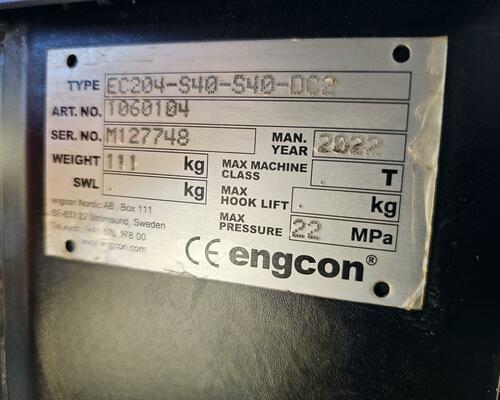 TYPE EC204-S40-S40-DC2
ART. NO. 1060104
SER. NO. M127748 MAN. YEAR 2022
WEIGHT 111 kg MAX MACHINE CLASS . T
SWL . kg MAX HOOK LIFT . kg
MAX PRESSURE 22 MPa
engcon Nordic AB Box 111
SE-833 22 Strömsund, Sweden
178 00
www.engcon.com
CE engcon®